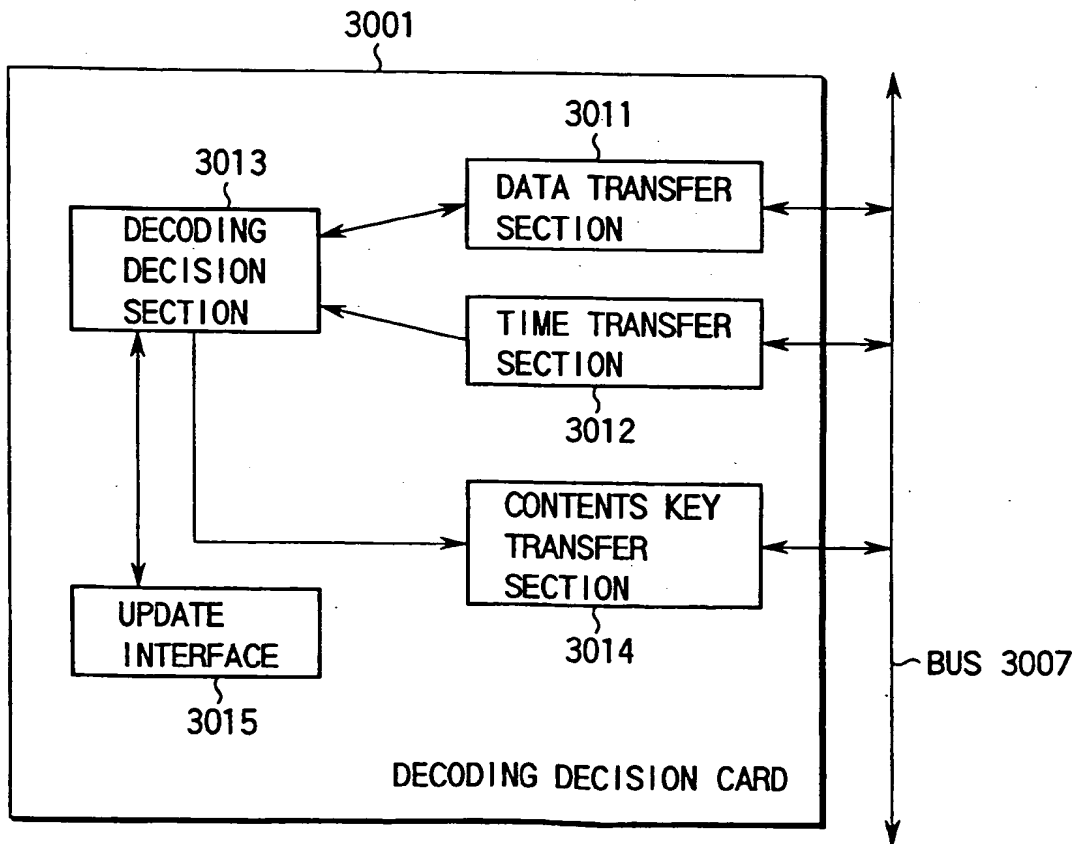 3001
3011
DATA TRANSFER
SECTION
3013
DECODING
DECISION
SECTION
TIME TRANSFER
SECTION
3012
CONTENTS KEY
TRANSFER
SECTION
3014
UPDATE
INTERFACE
3015
BUS 3007
DECODING DECISION CARD